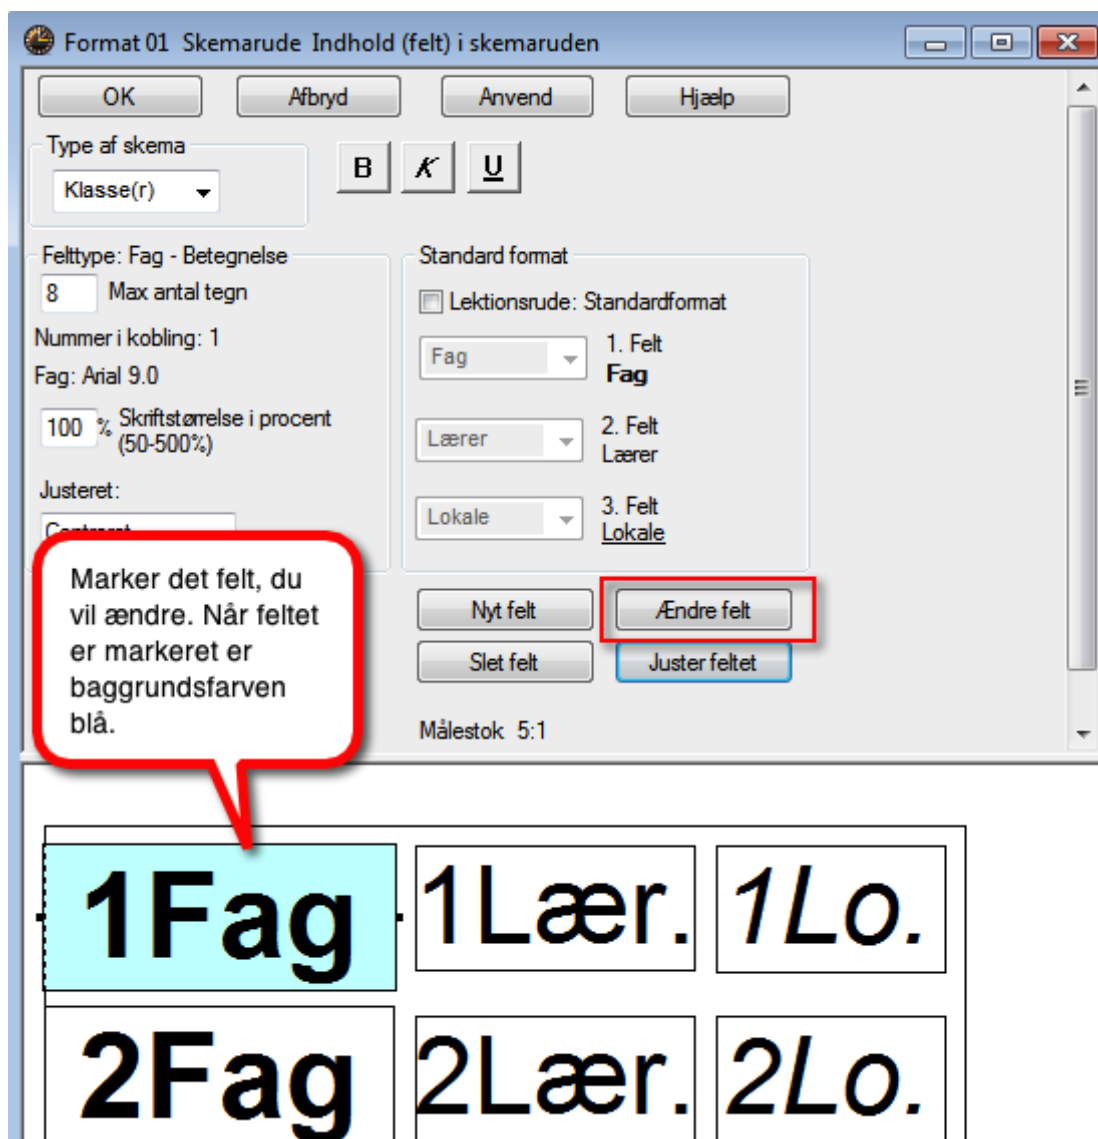 Format 01 Skemarude Indhold (felt) i skemaruden
OK Afbryd Anvend Hjælp
Type af skema
Klasse(r)
B K U
Felttype: Fag - Betegnelse
8 Max antal tegn
Nummer i kobling: 1
Fag: Arial 9.0
100 % Skriftstørrelse i procent
(50-500%)
Justeret:
Standard format
Lektionsrude: Standardformat
Fag
1. Felt
Fag
Lærer
2. Felt
Lærer
Lokale
3. Felt
Lokale
Marker det felt, du
vil ændre. Når feltet
er markeret er
baggrundsfarven
blå.
Nyt felt Ændre felt
Slet felt Juster feltet
Målestok 5:1
1Fag 1Lær. 1Lo.
2Fag 2Lær. 2Lo.